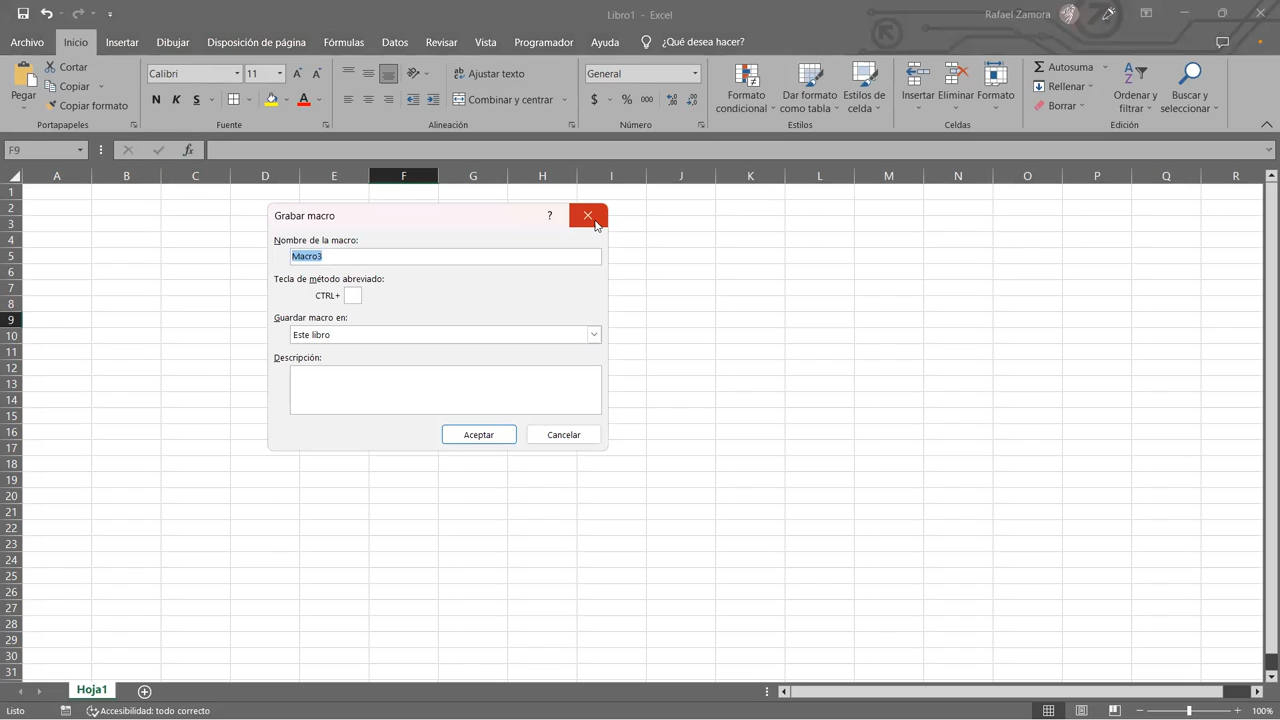 Libro1 - Excel
Rafael Zamora
Archivo Inicio Insertar Dibujar Disposición de página Fórmulas Datos Revisar Vista Programador Ayuda ¿Qué desea hacer?
Pegar
Cortar
Copiar
Copiar formato
Portapapeles
Calibri 11
N K S
Fuente
Ajustar texto
Combinar y centrar
Alineación
General
$ % 000
Número
Formato condicional
Dar formato como tabla
Estilos de celda
Estilos
Insertar Eliminar Formato
Celdas
Autosuma
Rellenar
Borrar
Ordenar y filtrar
Buscar y seleccionar
Edición
F9
fx
A B C D E F G H I J K L M N O P Q R
1
2
3
4
5
6
7
8
9
10
11
12
13
14
15
16
17
18
19
20
21
22
23
24
25
26
27
28
29
30
31
Grabar macro ?
Nombre de la macro:
Macro3
Tecla de método abreviado:
CTRL+
Guardar macro en:
Este libro
Descripción:
Aceptar Cancelar
Hoja1
Listo Accesibilidad: todo correcto 100%